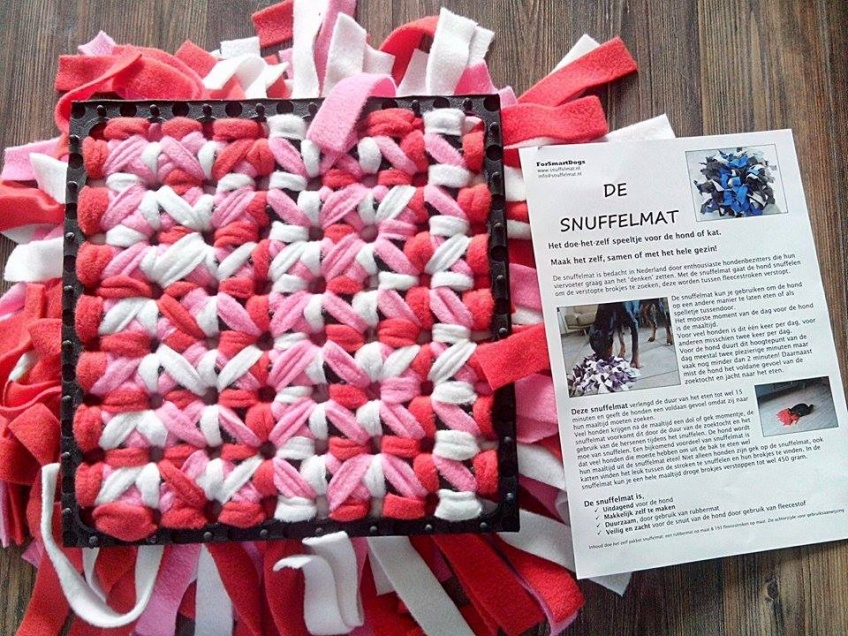 ForSmartDogs
www.snuffelmat.nl
info@snuffelmat.nl
DE
SNUFFELMAT
Het doe-het-zelf speeltje voor de hond of kat.
Maak het zelf, samen of met het hele gezin!
De snuffelmat is bedacht in Nederland door enthousiaste hondenbezitters die hun
viervoeter graag aan het 'denken' zetten. Met de snuffelmat gaat de hond snuffelen
om de verstopte brokjes te zoeken, deze worden tussen fleecestroken verstopt.
De snuffelmat kun je gebruiken om de hond
op een andere manier te laten eten of als
spelletje tussendoor.
Het mooiste moment van de dag voor de hond
is de maaltijd.
Voor veel honden is dit één keer per dag, voor
anderen misschien twee keer per dag.
Voor de hond duurt dit hoogtepunt van de
dag meestal twee plezierige minuten maar
vaak nog minder dan 2 minuten! Daarnaast
mist de hond het voldane gevoel van de
zoektocht en jacht naar het eten.
Deze snuffelmat verlengd de duur van het eten tot wel 15
minuten en geeft de honden een voldaan gevoel omdat zij naar
hun maaltijd moeten zoeken.
Veel honden krijgen na de maaltijd een dol of gek momentje, de
snuffelmat voorkomt dit door de duur van de zoektocht en het
gebruik van de hersenen tijdens het snuffelen. De hond wordt
moe van snuffelen. Een bijkomend voordeel van snuffelmat is
dat veel honden die moeite hebben om uit de bak te eten wel
hun maaltijd uit de snuffelmat eten! Niet alleen honden zijn gek op de snuffelmat, ook
katten vinden het leuk tussen de stroken te snuffelen en hun brokjes te vinden. In de
snuffelmat kun je een hele maaltijd droge brokjes verstoppen tot wel 450 gram.
De snuffelmat is,
✓ Uitdagend voor de hond
✓ Makkelijk zelf te maken
✓ Duurzaam, door gebruik van rubbermat
✓ Veilig en zacht voor de snuit van de hond door gebruik van fleecestof
Inhoud doe het zelf pakket snuffelmat: een rubbermat op maat &